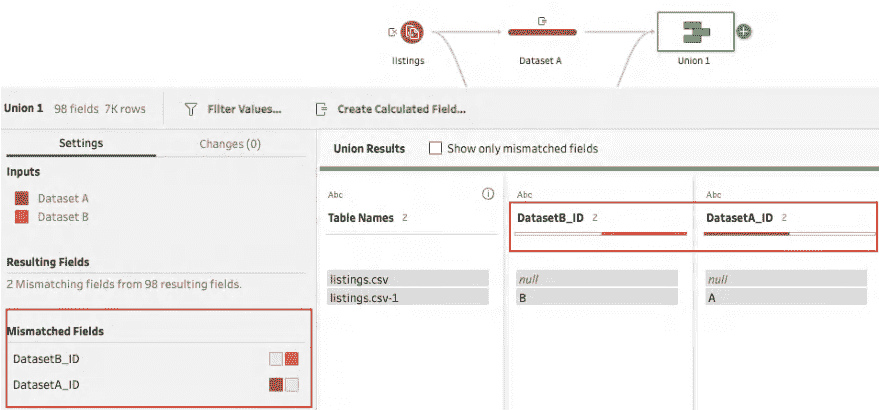 listings
Dataset A
Union 1
Union 1 98 fields 7K rows
Filter Values...
Create Calculated Field...
Settings
Changes (0)
Union Results
Show only mismatched fields
Inputs
Dataset A
Dataset B
Abc
Abc
Abc
Table Names 2
DatasetB_ID 2
DatasetA_ID 2
Resulting Fields
2 Mismatching fields from 98 resulting fields.
listings.csv
null
null
listings.csv-1
B
A
Mismatched Fields
DatasetB_ID
DatasetA_ID